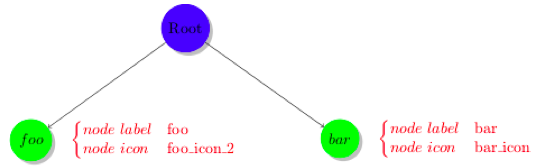 Root
foo
node label foo
node icon foo_icon_2
bar
node label bar
node icon bar_icon